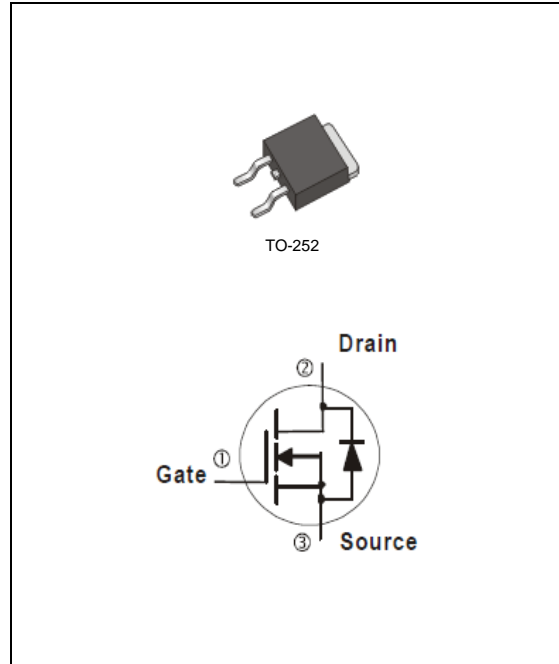 TO-252
Drain
②
①
Gate
③ Source